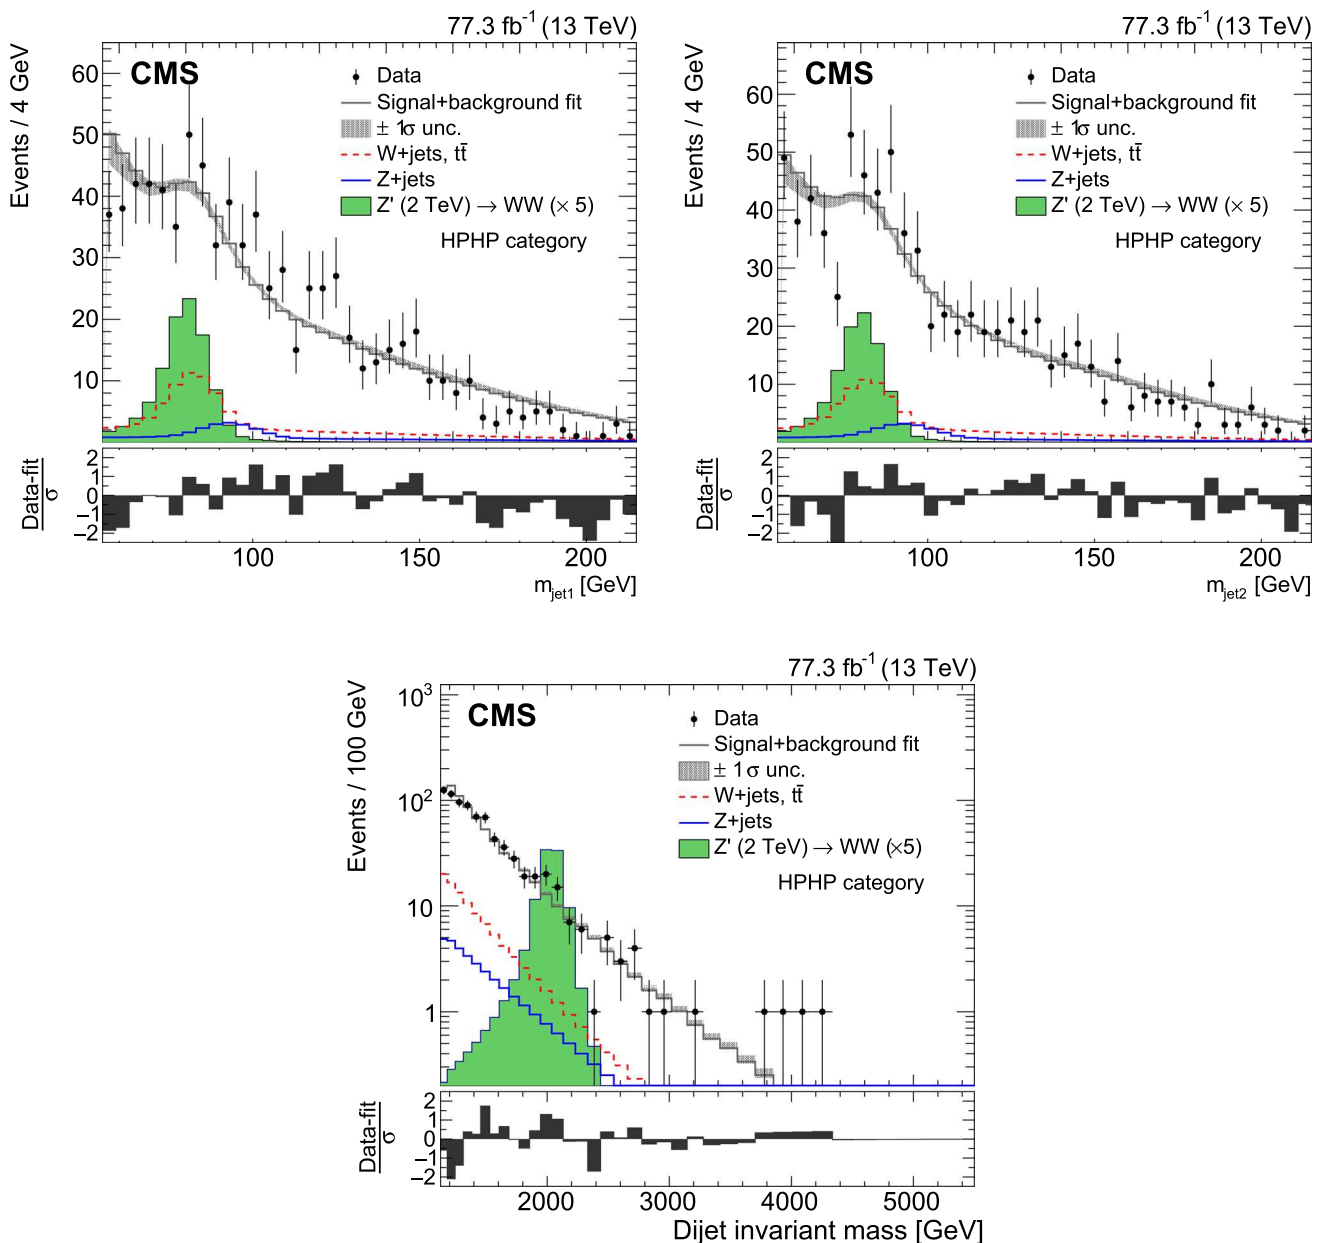 77.3 fb⁻¹ (13 TeV)
CMS
Data
Signal+background fit
± 1σ unc.
W+jets, tt̄
Z+jets
Z' (2 TeV) → WW (× 5)
HPHP category
Events / 4 GeV
60
50
40
30
20
10
Data-fit
σ
2
1
0
−1
−2
100
150
200
m_jet1 [GeV]
77.3 fb⁻¹ (13 TeV)
CMS
Data
Signal+background fit
± 1σ unc.
W+jets, tt̄
Z+jets
Z' (2 TeV) → WW (× 5)
HPHP category
Events / 4 GeV
60
50
40
30
20
10
Data-fit
σ
2
1
0
−1
−2
100
150
200
m_jet2 [GeV]
77.3 fb⁻¹ (13 TeV)
CMS
Data
Signal+background fit
± 1σ unc.
W+jets, tt̄
Z+jets
Z' (2 TeV) → WW (×5)
HPHP category
Events / 100 GeV
10³
10²
10
1
Data-fit
σ
2
1
0
−1
−2
2000
3000
4000
5000
Dijet invariant mass [GeV]